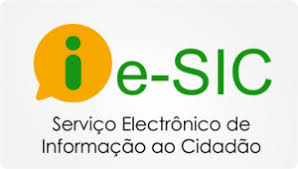 i e-SIC
Serviço Electrônico de
Informação ao Cidadão